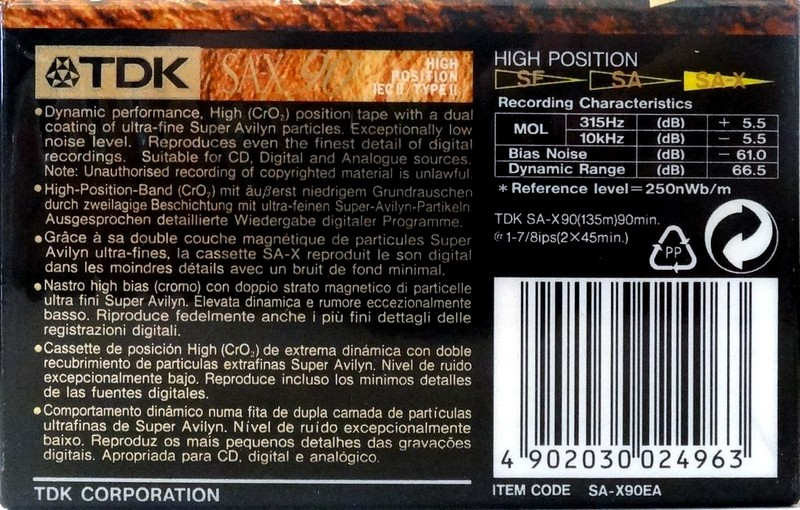 TDK SA-X 90 HIGH
POSITION
IEC II / TYPE II
●Dynamic performance, High (CrO₂) position tape with a dual
coating of ultra-fine Super Avilyn particles. Exceptionally low
noise level. Reproduces even the finest detail of digital
recordings. Suitable for CD, Digital and Analogue sources.
Note: Unauthorised recording of copyrighted material is unlawful.
●High-Position-Band (CrO₂) mit äußerst niedrigem Grundrauschen
durch zweilagige Beschichtung mit ultra-feinen Super-Avilyn-Partikeln
Ausgesprochen detaillierte Wiedergabe digitaler Programme.
●Grâce à sa double couche magnétique de particules Super
Avilyn ultra-fines, la cassette SA-X reproduit le son digital
dans les moindres détails avec un bruit de fond minimal.
●Nastro high bias (cromo) con doppio strato magnetico di particelle
ultra fini Super Avilyn. Elevata dinamica e rumore eccezionalmente
basso. Riproduce fedelmente anche i più fini dettagli delle
registrazioni digitali.
●Cassette de posición High (CrO₂) de extrema dinámica con doble
recubrimiento de particulas extrafinas Super Avilyn. Nivel de ruido
excepcionalmente bajo. Reproduce incluso los minimos detalles
de las fuentes digitales.
●Comportamento dinâmico numa fita de dupla camada de partículas
ultrafinas de Super Avilyn. Nível de ruído excepcionalmente
baixo. Reproduz os mais pequenos detalhes das gravações
digitais. Apropriada para CD, digital e analógico.
TDK CORPORATION
HIGH POSITION
SF SA SA-X
Recording Characteristics
MOL 315Hz (dB) + 5.5
10kHz (dB) − 5.5
Bias Noise (dB) − 61.0
Dynamic Range (dB) 66.5
* Reference level=250nWb/m
TDK SA-X90(135m)90min.
@1-7/8ips(2×45min.)
PP
4 902030 024963
ITEM CODE SA-X90EA